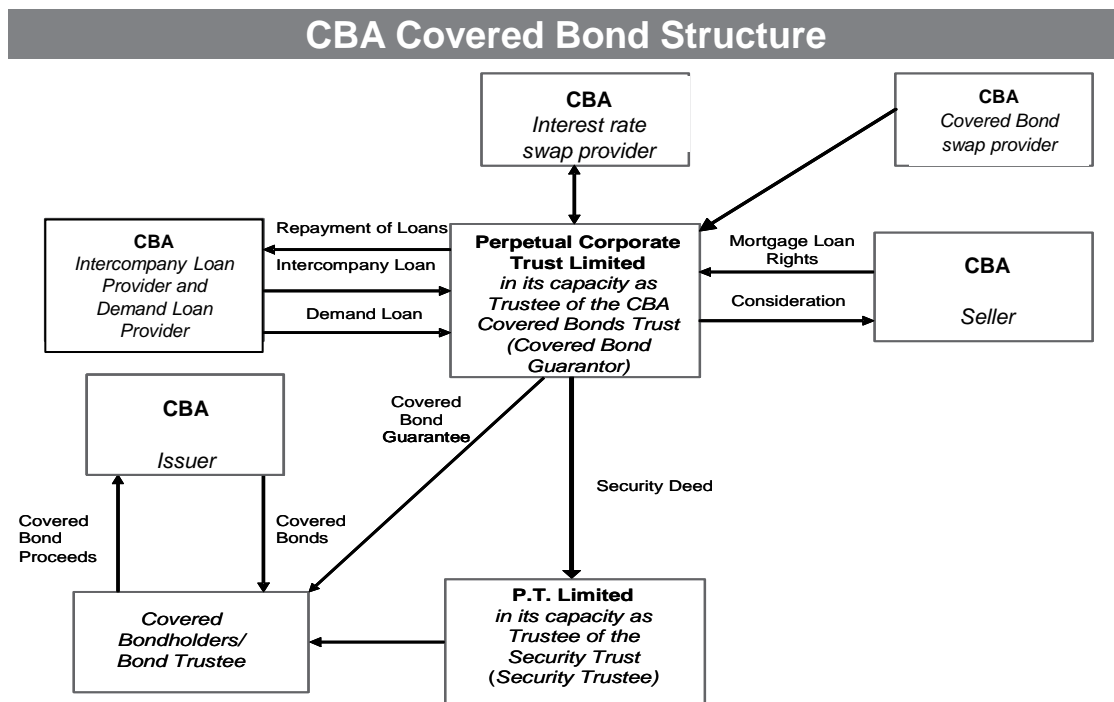 CBA Covered Bond Structure
CBA
Interest rate
swap provider
CBA
Covered Bond
swap provider
CBA
Intercompany Loan
Provider and
Demand Loan
Provider
Repayment of Loans
Intercompany Loan
Demand Loan
Perpetual Corporate
Trust Limited
in its capacity as
Trustee of the CBA
Covered Bonds Trust
(Covered Bond
Guarantor)
Mortgage Loan
Rights
Consideration
CBA
Seller
CBA
Issuer
Covered
Bond
Guarantee
Security Deed
Covered
Bond
Proceeds
Covered
Bonds
Covered
Bondholders/
Bond Trustee
P.T. Limited
in its capacity as
Trustee of the
Security Trust
(Security Trustee)